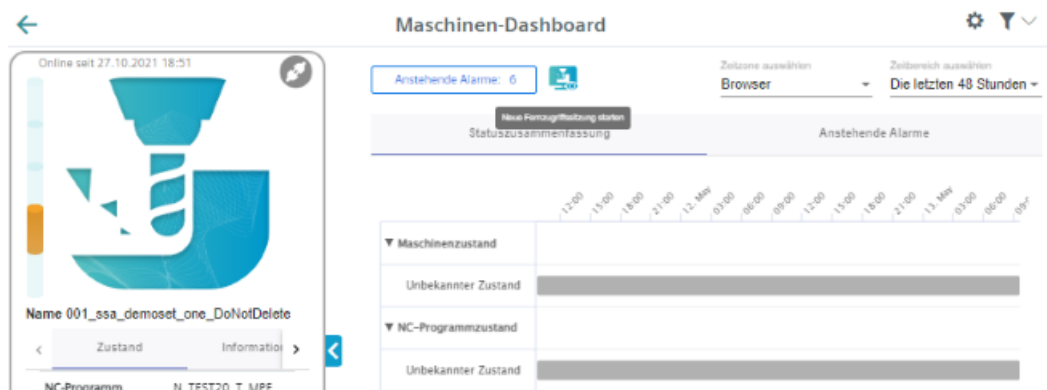 Maschinen-Dashboard
Online seit 27.10.2021 18:51
Anstehende Alarme: 6
Zeitzone auswählen
Browser
Zeitbereich auswählen
Die letzten 48 Stunden
Neue Fernzugriffssitzung starten
Statuszusammenfassung
Anstehende Alarme
12:00 15:00 18:00 21:00 12. May 03:00 06:00 09:00 12:00 15:00 18:00 21:00 13. May 03:00 06:00
Maschinenzustand
Unbekannter Zustand
NC-Programmzustand
Unbekannter Zustand
Name 001_ssa_demoset_one_DoNotDelete
Zustand
Information
NC-Programm N_TEST20_T_MPF